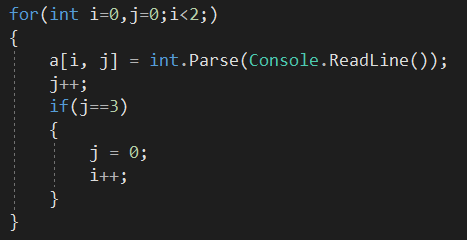 for(int i=0,j=0;i<2;)
{
a[i, j] = int.Parse(Console.ReadLine());
j++;
if(j==3)
{
j = 0;
i++;
}
}